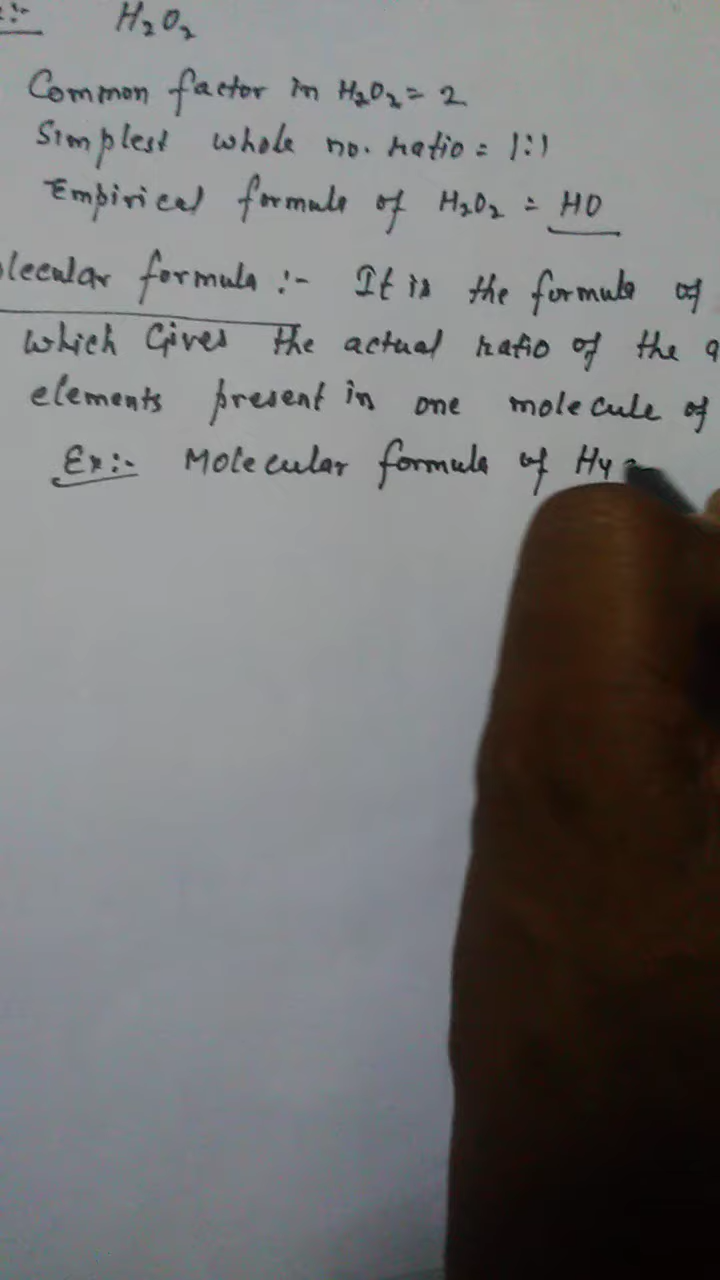 H₂O₂
Common factor in H₂O₂ = 2
Simplest whole no. ratio = 1:1
Empirical formula of H₂O₂ = HO
lecular formula :- It is the formula of
which Gives the actual ratio of the
elements present in one molecule of
Ex:- Molecular formula of Hy